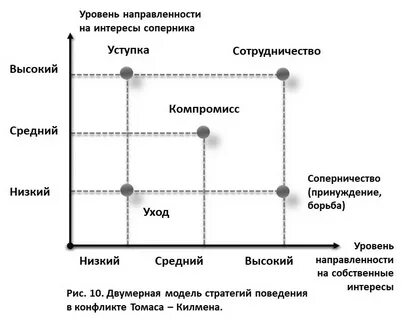 Уровень направленности
на интересы соперника
Уступка
Сотрудничество
Высокий
Компромисс
Средний
Соперничество
(принуждение,
борьба)
Низкий
Уход
Уровень
направленности
на собственные
интересы
Низкий Средний Высокий
Рис. 10. Двумерная модель стратегий поведения
в конфликте Томаса – Килмена.